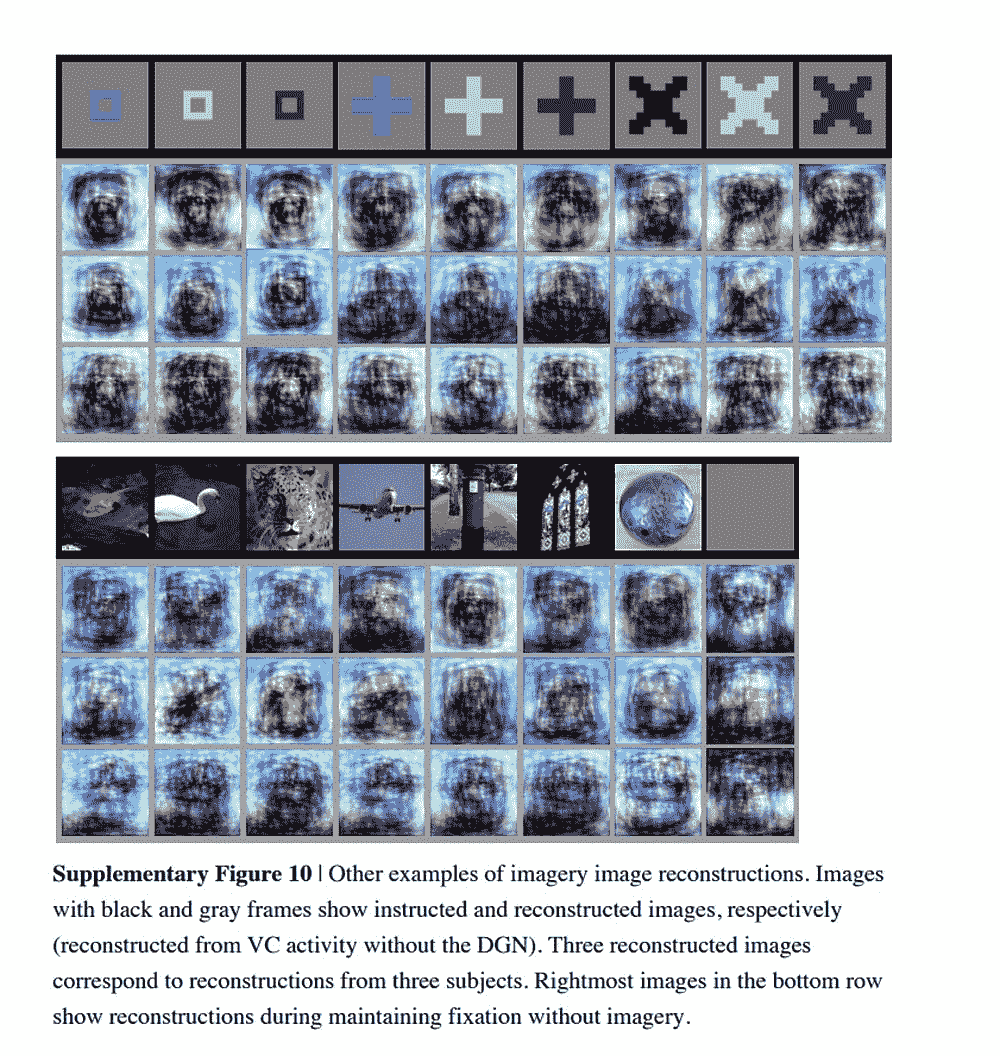 Supplementary Figure 10 | Other examples of imagery image reconstructions. Images
with black and gray frames show instructed and reconstructed images, respectively
(reconstructed from VC activity without the DGN). Three reconstructed images
correspond to reconstructions from three subjects. Rightmost images in the bottom row
show reconstructions during maintaining fixation without imagery.